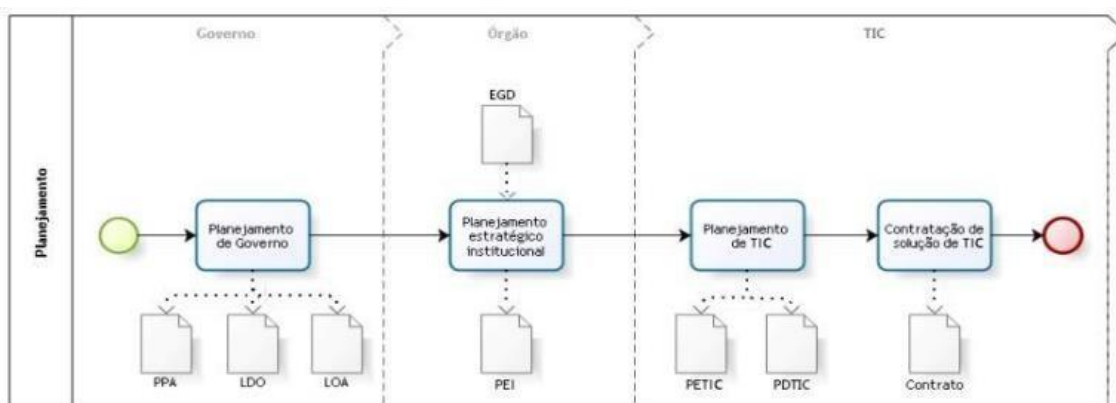 Governo
Órgão
TIC
Planejamento
EGD
Planejamento
de Governo
Planejamento
estratégico
institucional
Planejamento
de TIC
Contratação de
solução de TIC
PPA
LDO
LOA
PEI
PETIC
PDTIC
Contrato